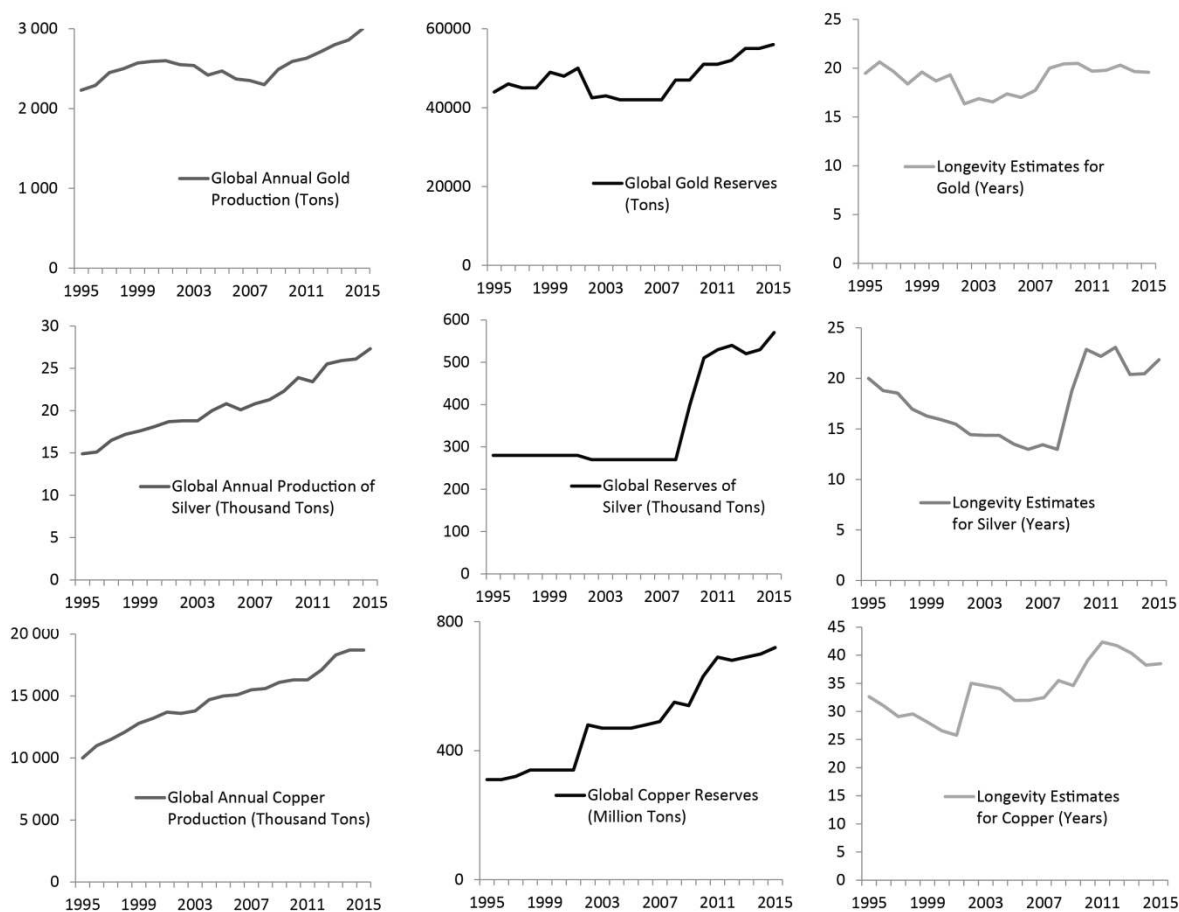 3 000
2 000
1 000
0
1995 1999 2003 2007 2011 2015
Global Annual Gold
Production (Tons)
60000
40000
20000
0
1995 1999 2003 2007 2011 2015
Global Gold Reserves
(Tons)
25
20
15
10
5
0
1995 1999 2003 2007 2011 2015
Longevity Estimates for
Gold (Years)
30
25
20
15
10
5
0
1995 1999 2003 2007 2011 2015
Global Annual Production of
Silver (Thousand Tons)
600
500
400
300
200
100
0
1995 1999 2003 2007 2011 2015
Global Reserves
of Silver (Thousand Tons)
25
20
15
10
5
0
1995 1999 2003 2007 2011 2015
Longevity Estimates
for Silver (Years)
20 000
15 000
10 000
5 000
0
1995 1999 2003 2007 2011 2015
Global Annual Copper
Production (Thousand Tons)
800
400
0
1995 1999 2003 2007 2011 2015
Global Copper Reserves
(Million Tons)
45
40
35
30
25
20
15
10
5
0
1995 1999 2003 2007 2011 2015
Longevity Estimates
for Copper (Years)